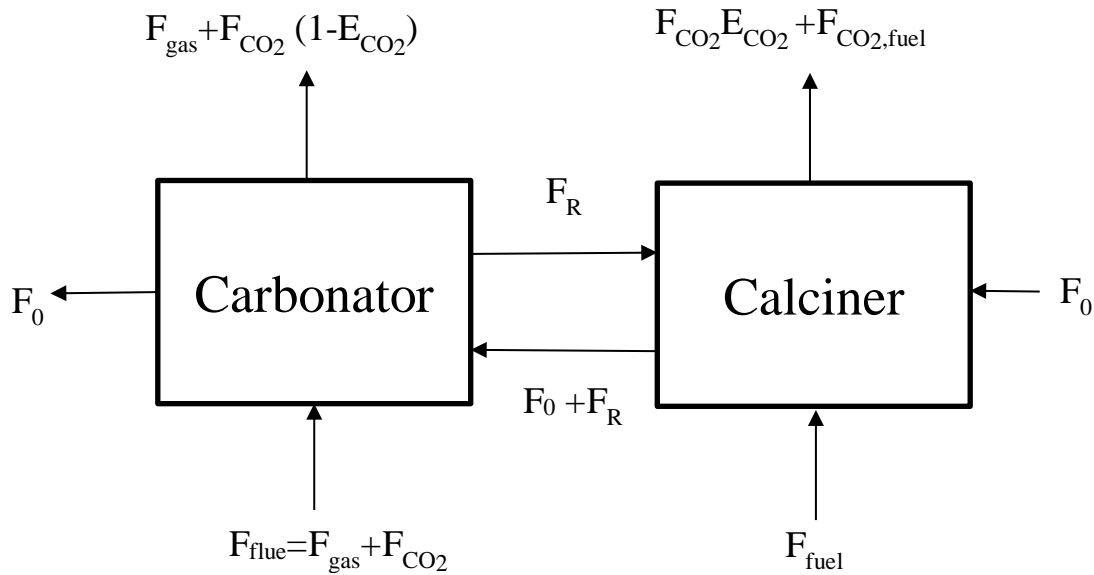 F_gas+F_CO2 (1-E_CO2)
F_CO2E_CO2 +F_CO2,fuel
F_R
Carbonator
Calciner
F_0
F_0
F_0 +F_R
F_flue=F_gas+F_CO2
F_fuel